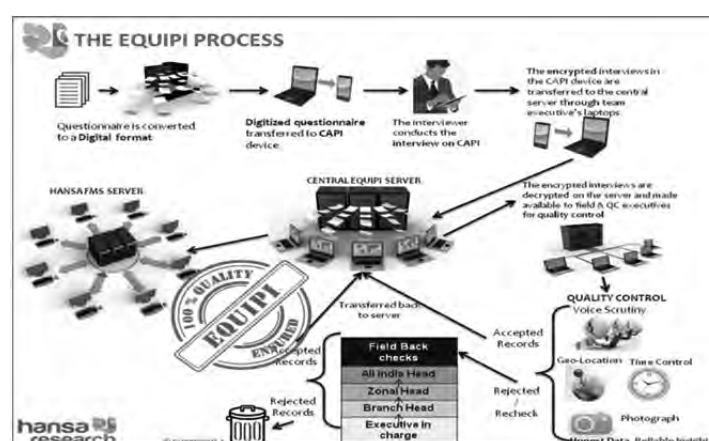 THE EQUIPI PROCESS
Questionnaire is converted
to a Digital format
Digitized questionnaire
transferred to CAPI
device.
The interviewer
conducts the
interview on CAPI
The encrypted interviews in
the CAPI device are
transferred to the central
server through team
executive's laptops
HANSA FMS SERVER
CENTRAL EQUIPI SERVER
The encrypted interviews are
decrypted on the server and made
available to field & QC executives
for quality control
100% QUALITY
EQUIPI
ENSURED
Transferred back
to server
QUALITY CONTROL
Voice Scrutiny
Accepted
Records
Geo-Location
Time Control
Rejected
/
Recheck
Photograph
Accepted
Records
Rejected
Records
Field Back
checks
All India Head
Zonal Head
Branch Head
Executive in
charge
hansa
research
Honest Data. Reliable